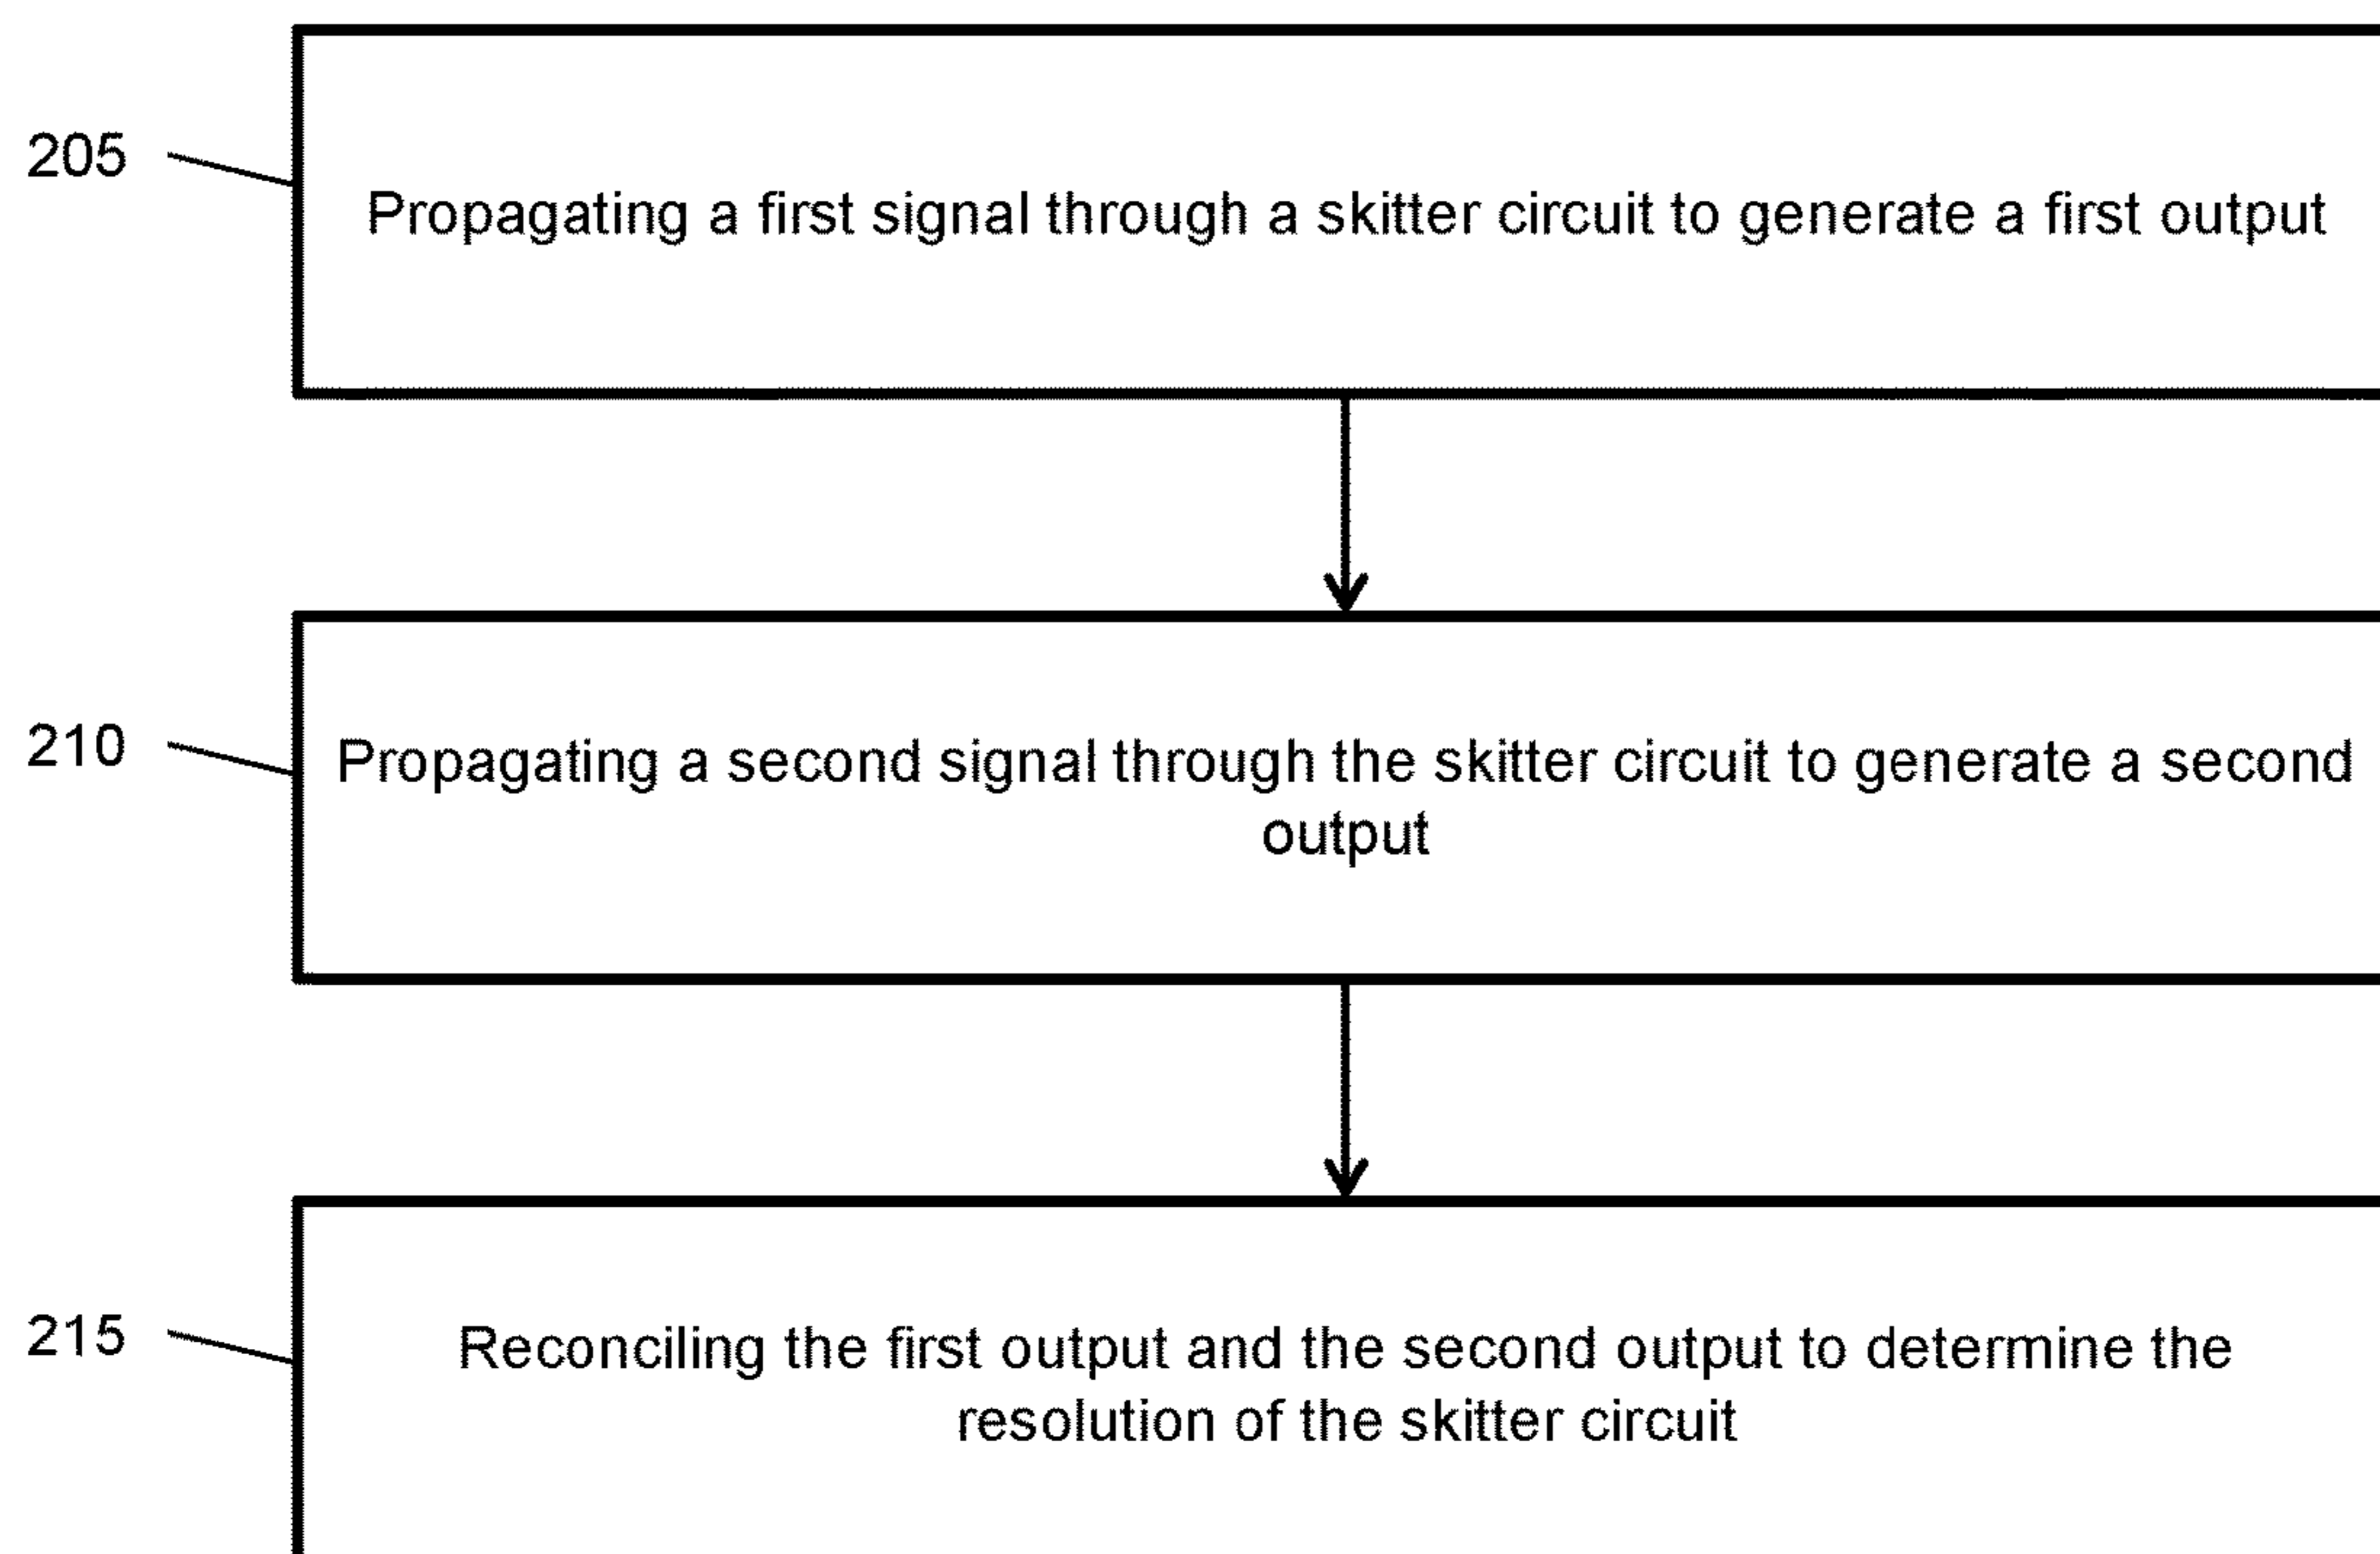 205
Propagating a first signal through a skitter circuit to generate a first output
210
Propagating a second signal through the skitter circuit to generate a second
output
215
Reconciling the first output and the second output to determine the
resolution of the skitter circuit